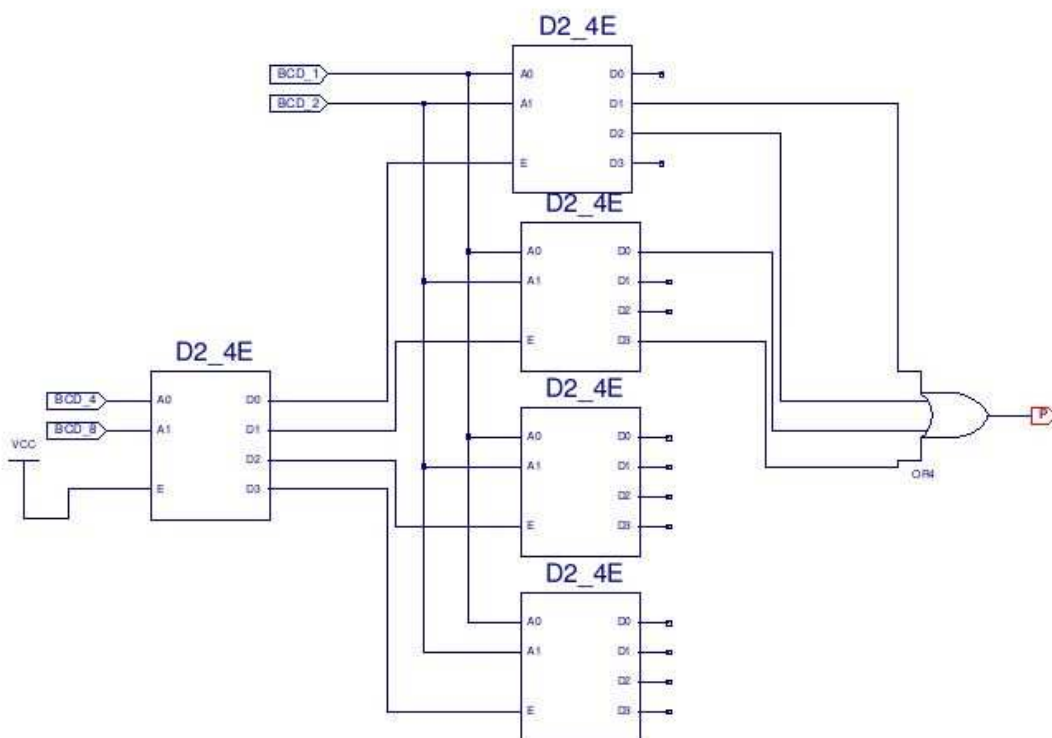 D2_4E
BCD_1
A0
D0
BCD_2
A1
D1
D2
E
D3
D2_4E
A0
D0
A1
D1
D2
E
D3
D2_4E
BCD_4
A0
D0
BCD_8
A1
D1
VCC
D2
E
D3
D2_4E
A0
D0
A1
D1
D2
E
D3
P
OR4
D2_4E
A0
D0
A1
D1
D2
E
D3